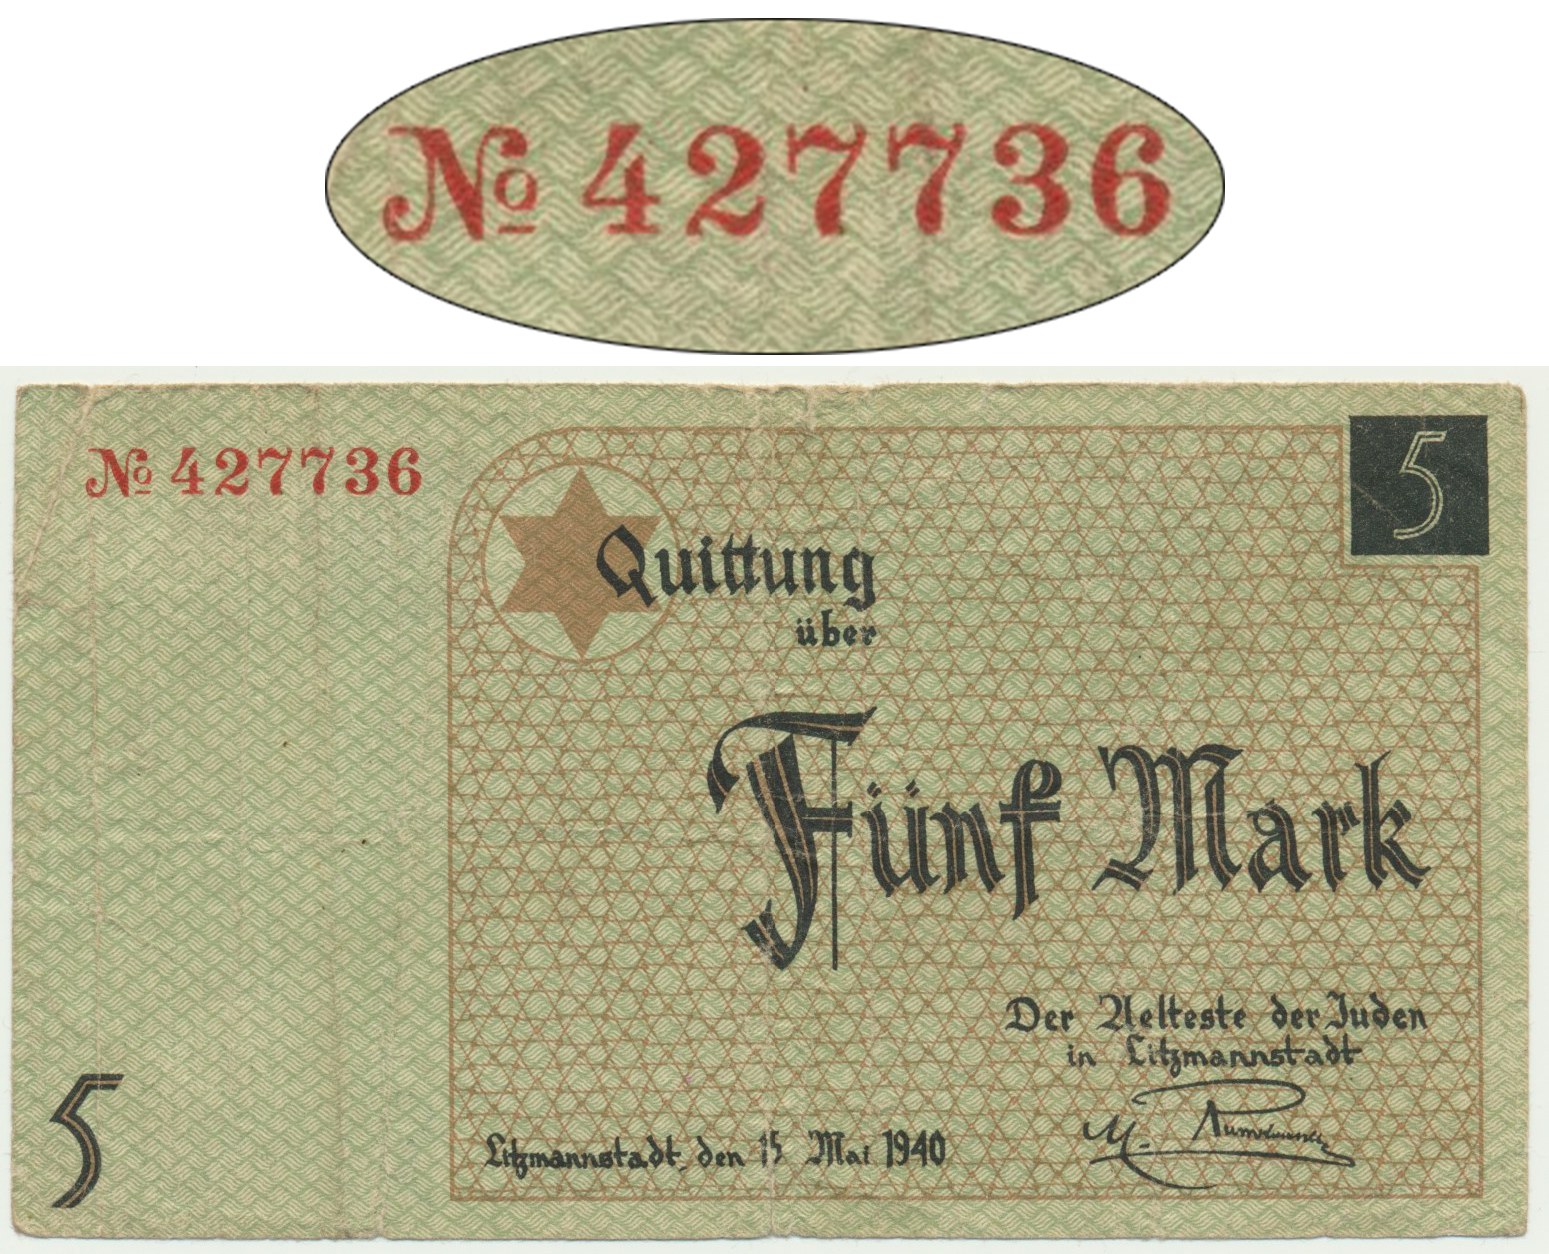 № 427736
№ 427736
5
Quittung
über
Fünf Mark
Der Aelteste der Juden
in Litzmannstadt
Litzmannstadt, den 15 Mai 1940
M.
5